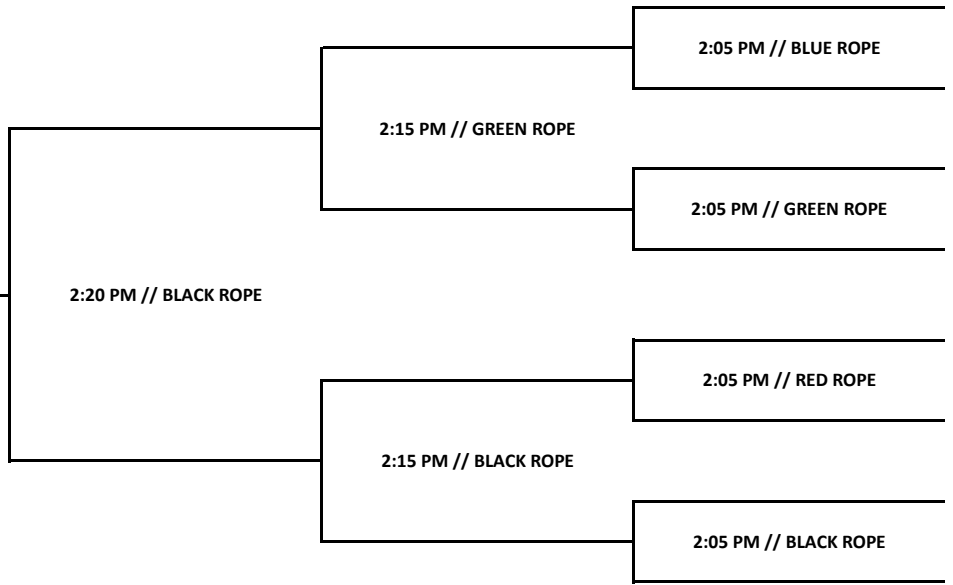 2:05 PM // BLUE ROPE
2:15 PM // GREEN ROPE
2:05 PM // GREEN ROPE
2:20 PM // BLACK ROPE
2:05 PM // RED ROPE
2:15 PM // BLACK ROPE
2:05 PM // BLACK ROPE